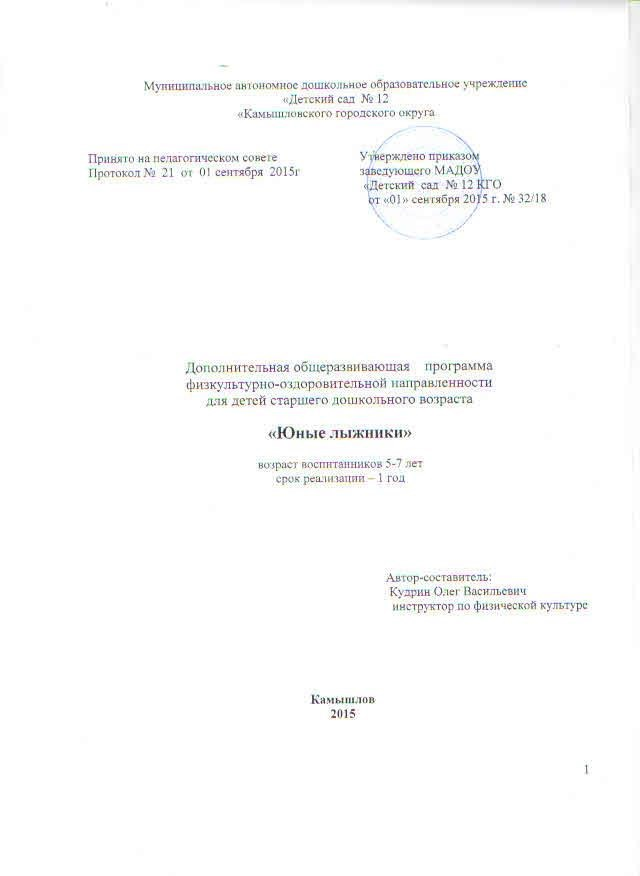 Муниципальное автономное дошкольное образовательное учреждение
«Детский сад № 12
«Камышловского городского округа
Принято на педагогическом совете
Протокол № 21 от 01 сентября 2015г
Утверждено приказом
заведующего МАДОУ
«Детский сад № 12 КГО
от «01» сентября 2015 г. № 32/18
Дополнительная общеразвивающая программа
физкультурно-оздоровительной направленности
для детей старшего дошкольного возраста
«Юные лыжники»
возраст воспитанников 5-7 лет
срок реализации – 1 год
Автор-составитель:
Кудрин Олег Васильевич
инструктор по физической культуре
Камышлов
2015
1